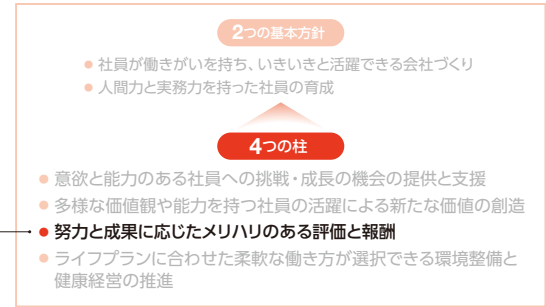 2つの基本方針
● 社員が働きがいを持ち、いきいきと活躍できる会社づくり
● 人間力と実務力を持った社員の育成
4つの柱
● 意欲と能力のある社員への挑戦・成長の機会の提供と支援
● 多様な価値観や能力を持つ社員の活躍による新たな価値の創造
● 努力と成果に応じたメリハリのある評価と報酬
● ライフプランに合わせた柔軟な働き方が選択できる環境整備と
健康経営の推進